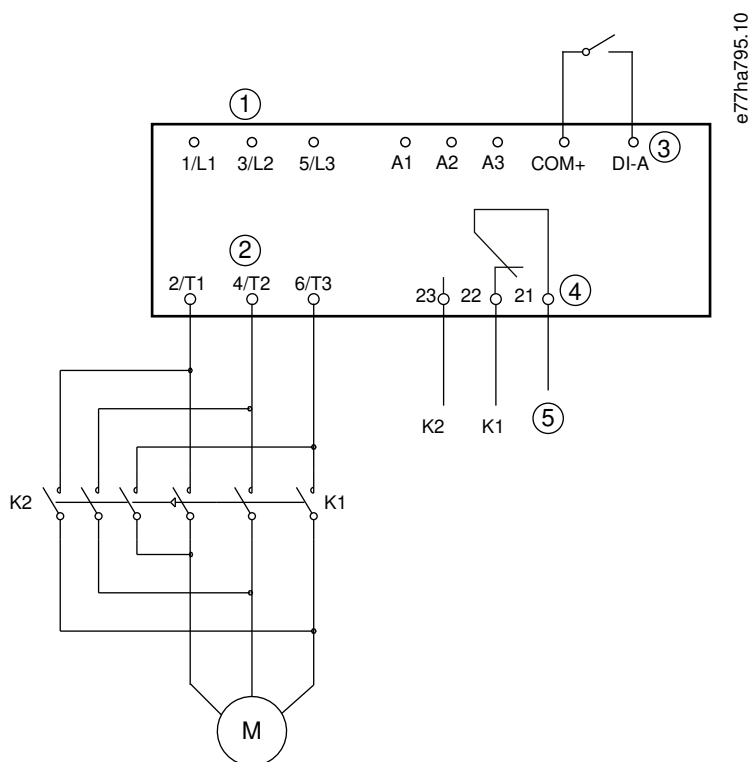 e77ha795.10
1
1/L1 3/L2 5/L3 A1 A2 A3 COM+ DI-A 3
2
2/T1 4/T2 6/T3 23 22 21 4
K2 K1 5
K2 K1
M